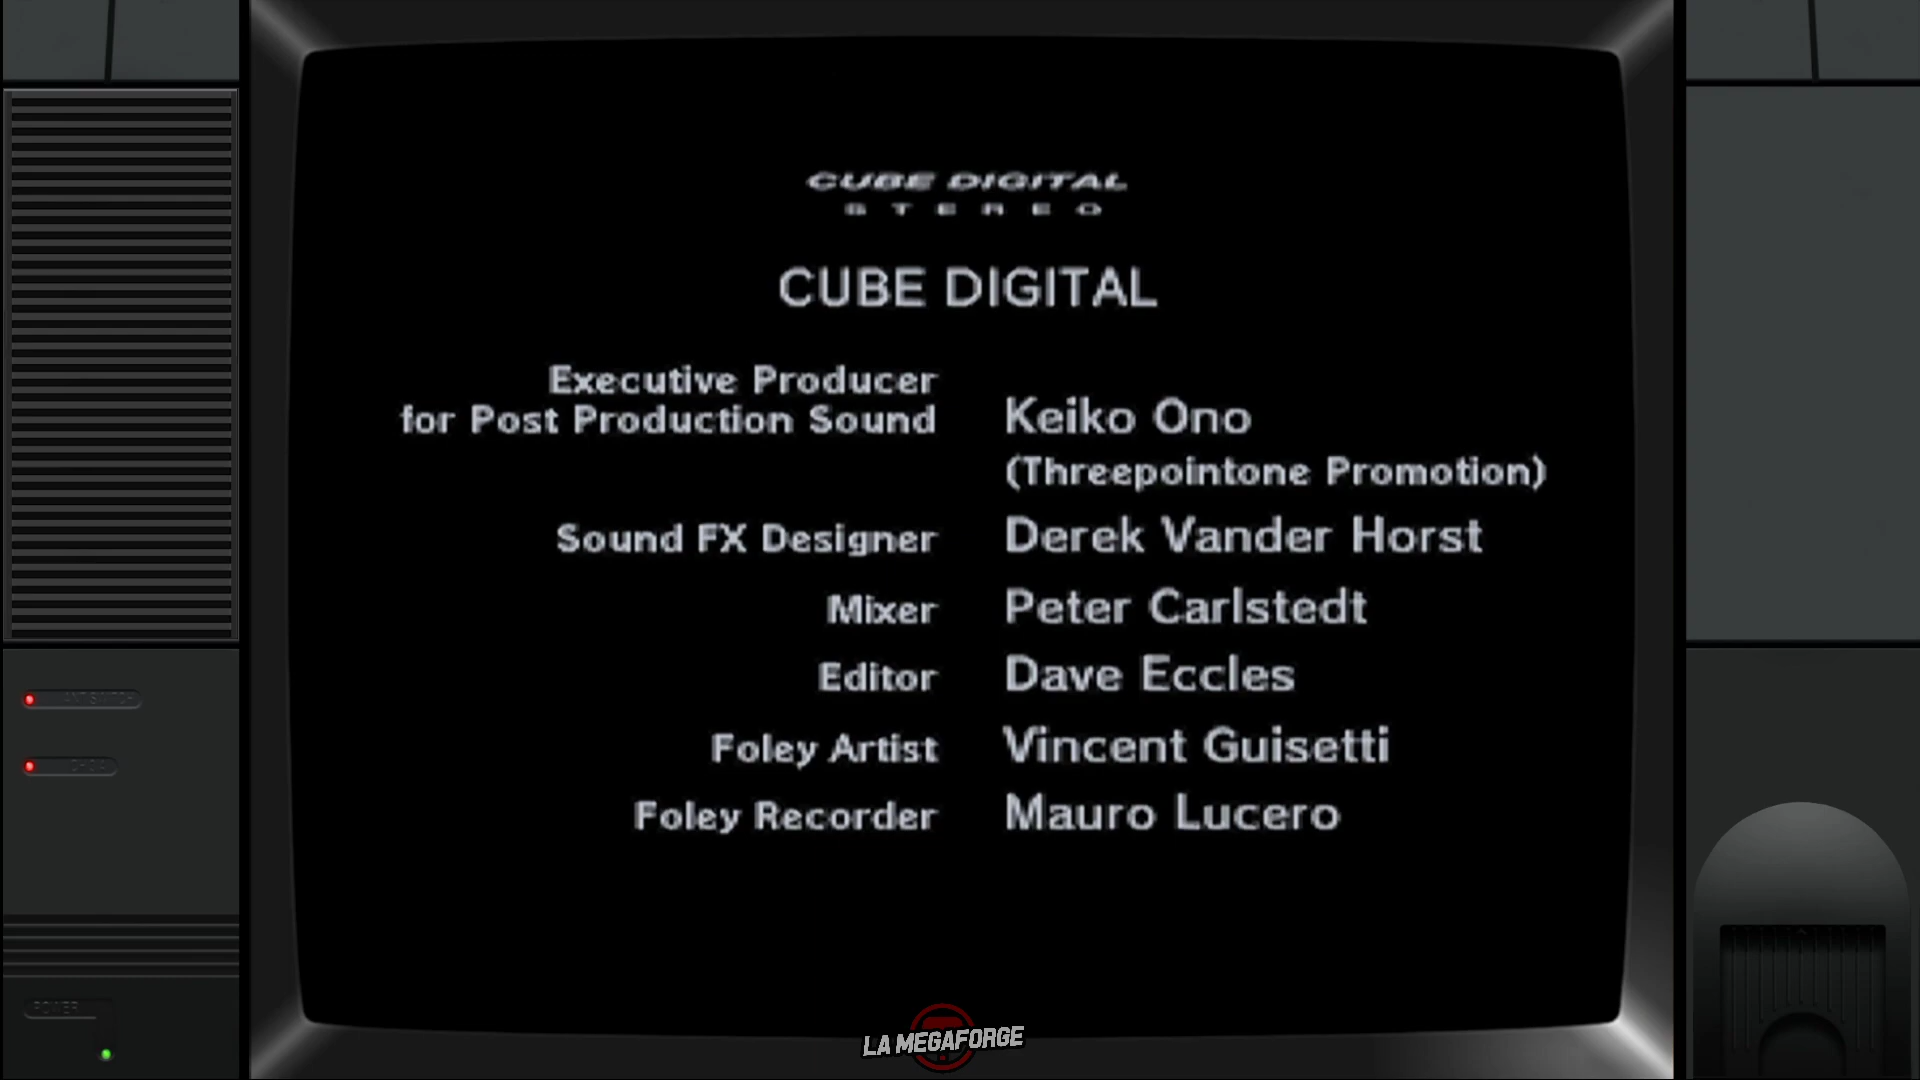 CUBE DIGITAL
STEREO
CUBE DIGITAL
Executive Producer
for Post Production Sound Keiko Ono
(Threepointone Promotion)
Sound FX Designer Derek Vander Horst
Mixer Peter Carlstedt
Editor Dave Eccles
Foley Artist Vincent Guisetti
Foley Recorder Mauro Lucero
POWER
LA MEGAFORGE